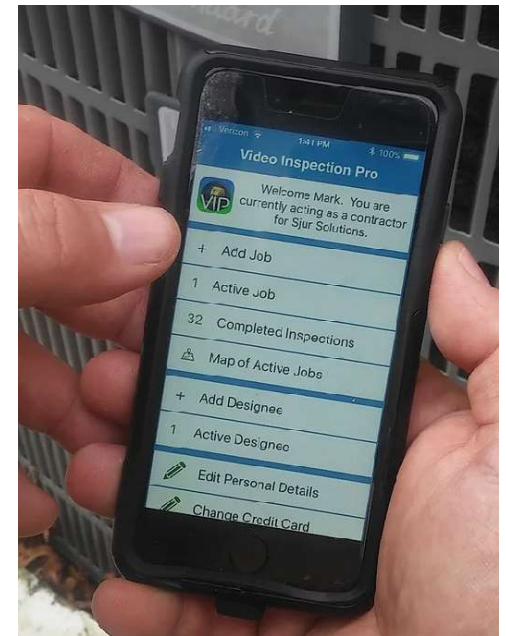 Verizon 1:41 PM 100%
Video Inspection Pro
VIP
Welcome Mark. You are
currently acting as a contractor
for Sjur Solutions.
+ Add Job
1 Active Job
32 Completed Inspections
Map of Active Jobs
+ Add Designee
1 Active Designee
Edit Personal Details
Change Credit Card